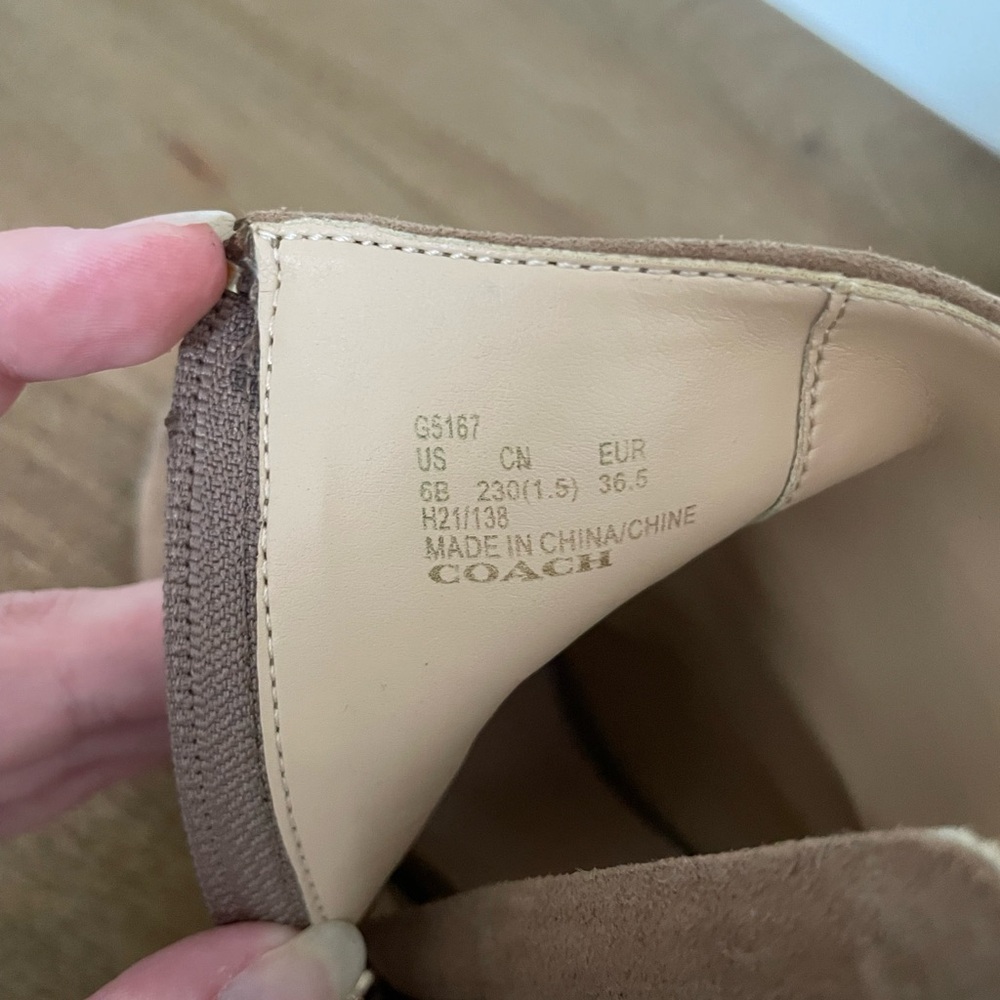 G5167
US CN EUR
6B 230(1.5) 36.5
H21/138
MADE IN CHINA/CHINE
COACH